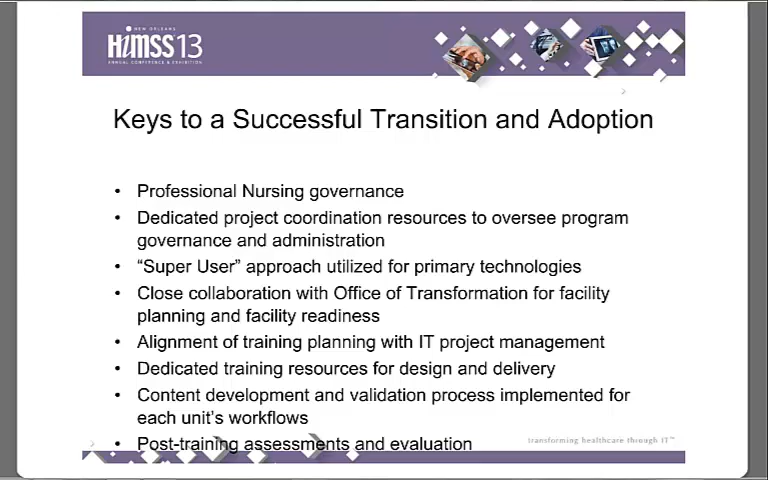 NEW ORLEANS
HiMSS13
ANNUAL CONFERENCE & EXHIBITION
Keys to a Successful Transition and Adoption
• Professional Nursing governance
• Dedicated project coordination resources to oversee program
governance and administration
• “Super User” approach utilized for primary technologies
• Close collaboration with Office of Transformation for facility
planning and facility readiness
• Alignment of training planning with IT project management
• Dedicated training resources for design and delivery
• Content development and validation process implemented for
each unit’s workflows
• Post-training assessments and evaluation
transforming healthcare through IT™